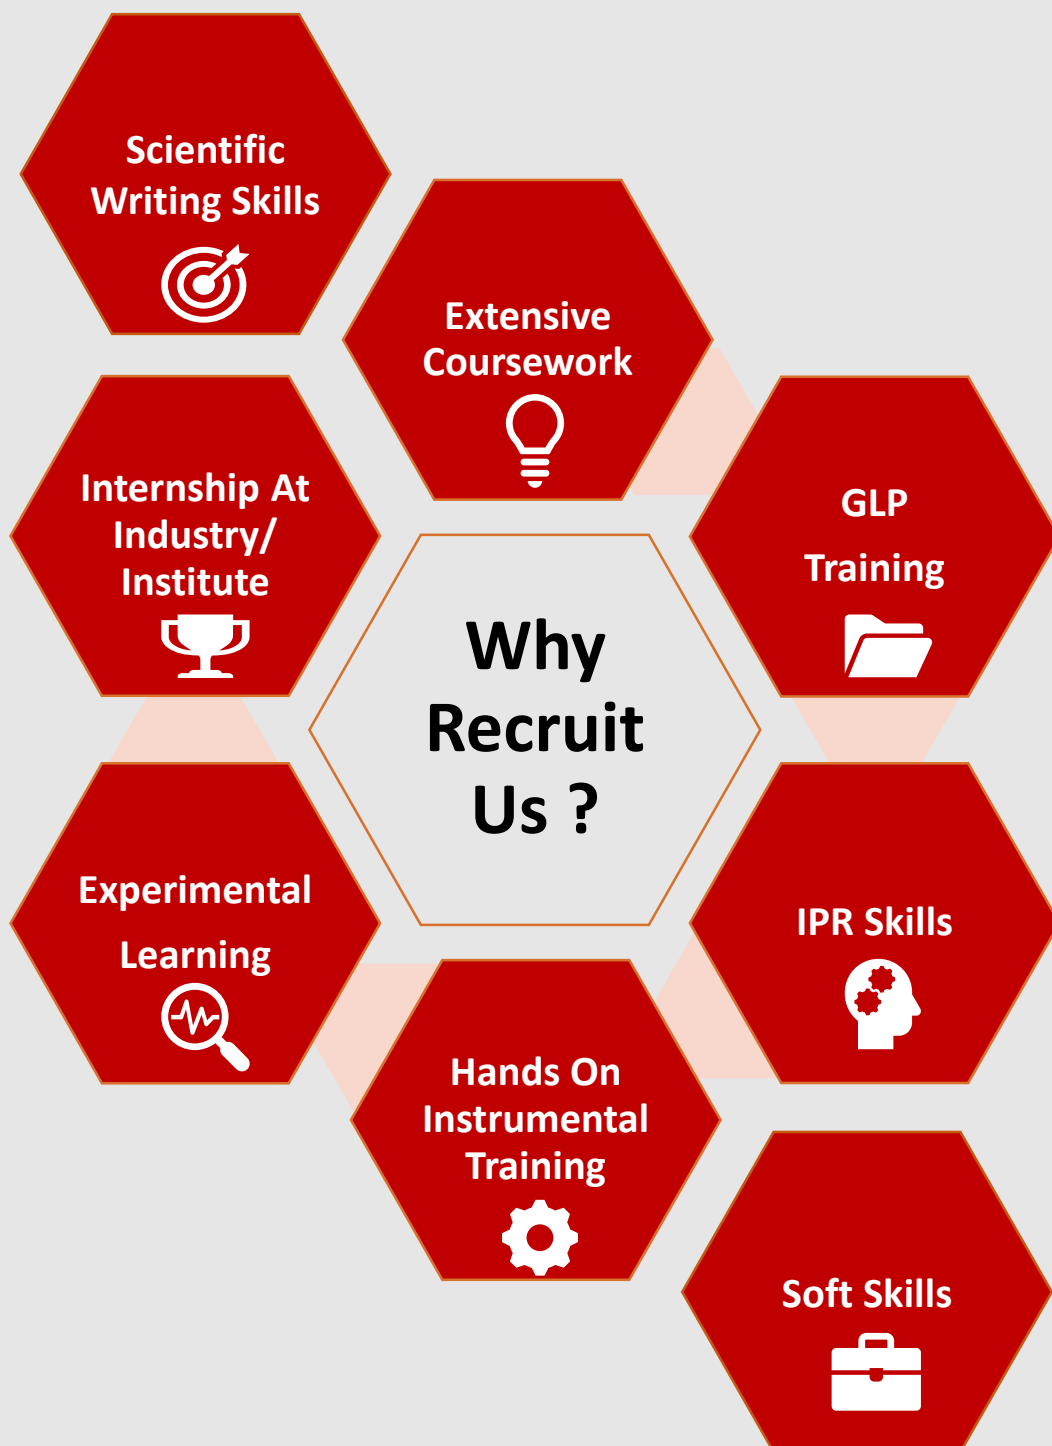 Scientific
Writing Skills
Extensive
Coursework
Internship At
Industry/
Institute
GLP
Training
Why
Recruit
Us ?
Experimental
Learning
IPR Skills
Hands On
Instrumental
Training
Soft Skills